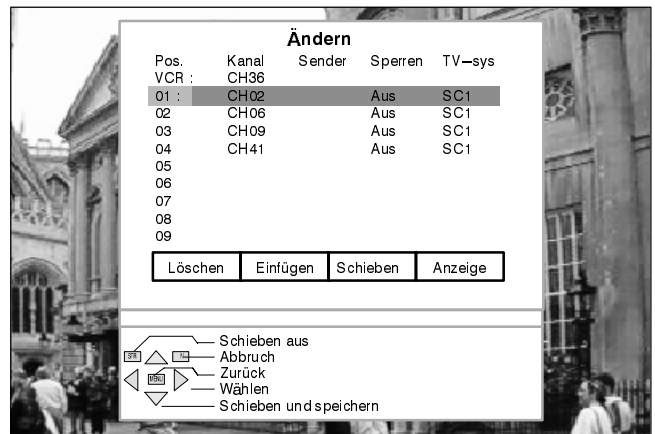 Ändern
Pos. Kanal Sender Sperren TV-sys
VCR : CH36
01 : CH02 Aus SC1
02 CH06 Aus SC1
03 CH09 Aus SC1
04 CH41 Aus SC1
05
06
07
08
09
Löschen Einfügen Schieben Anzeige
Schieben aus
STR N Abbruch
Zurück
MENU Wählen
Schieben und speichern